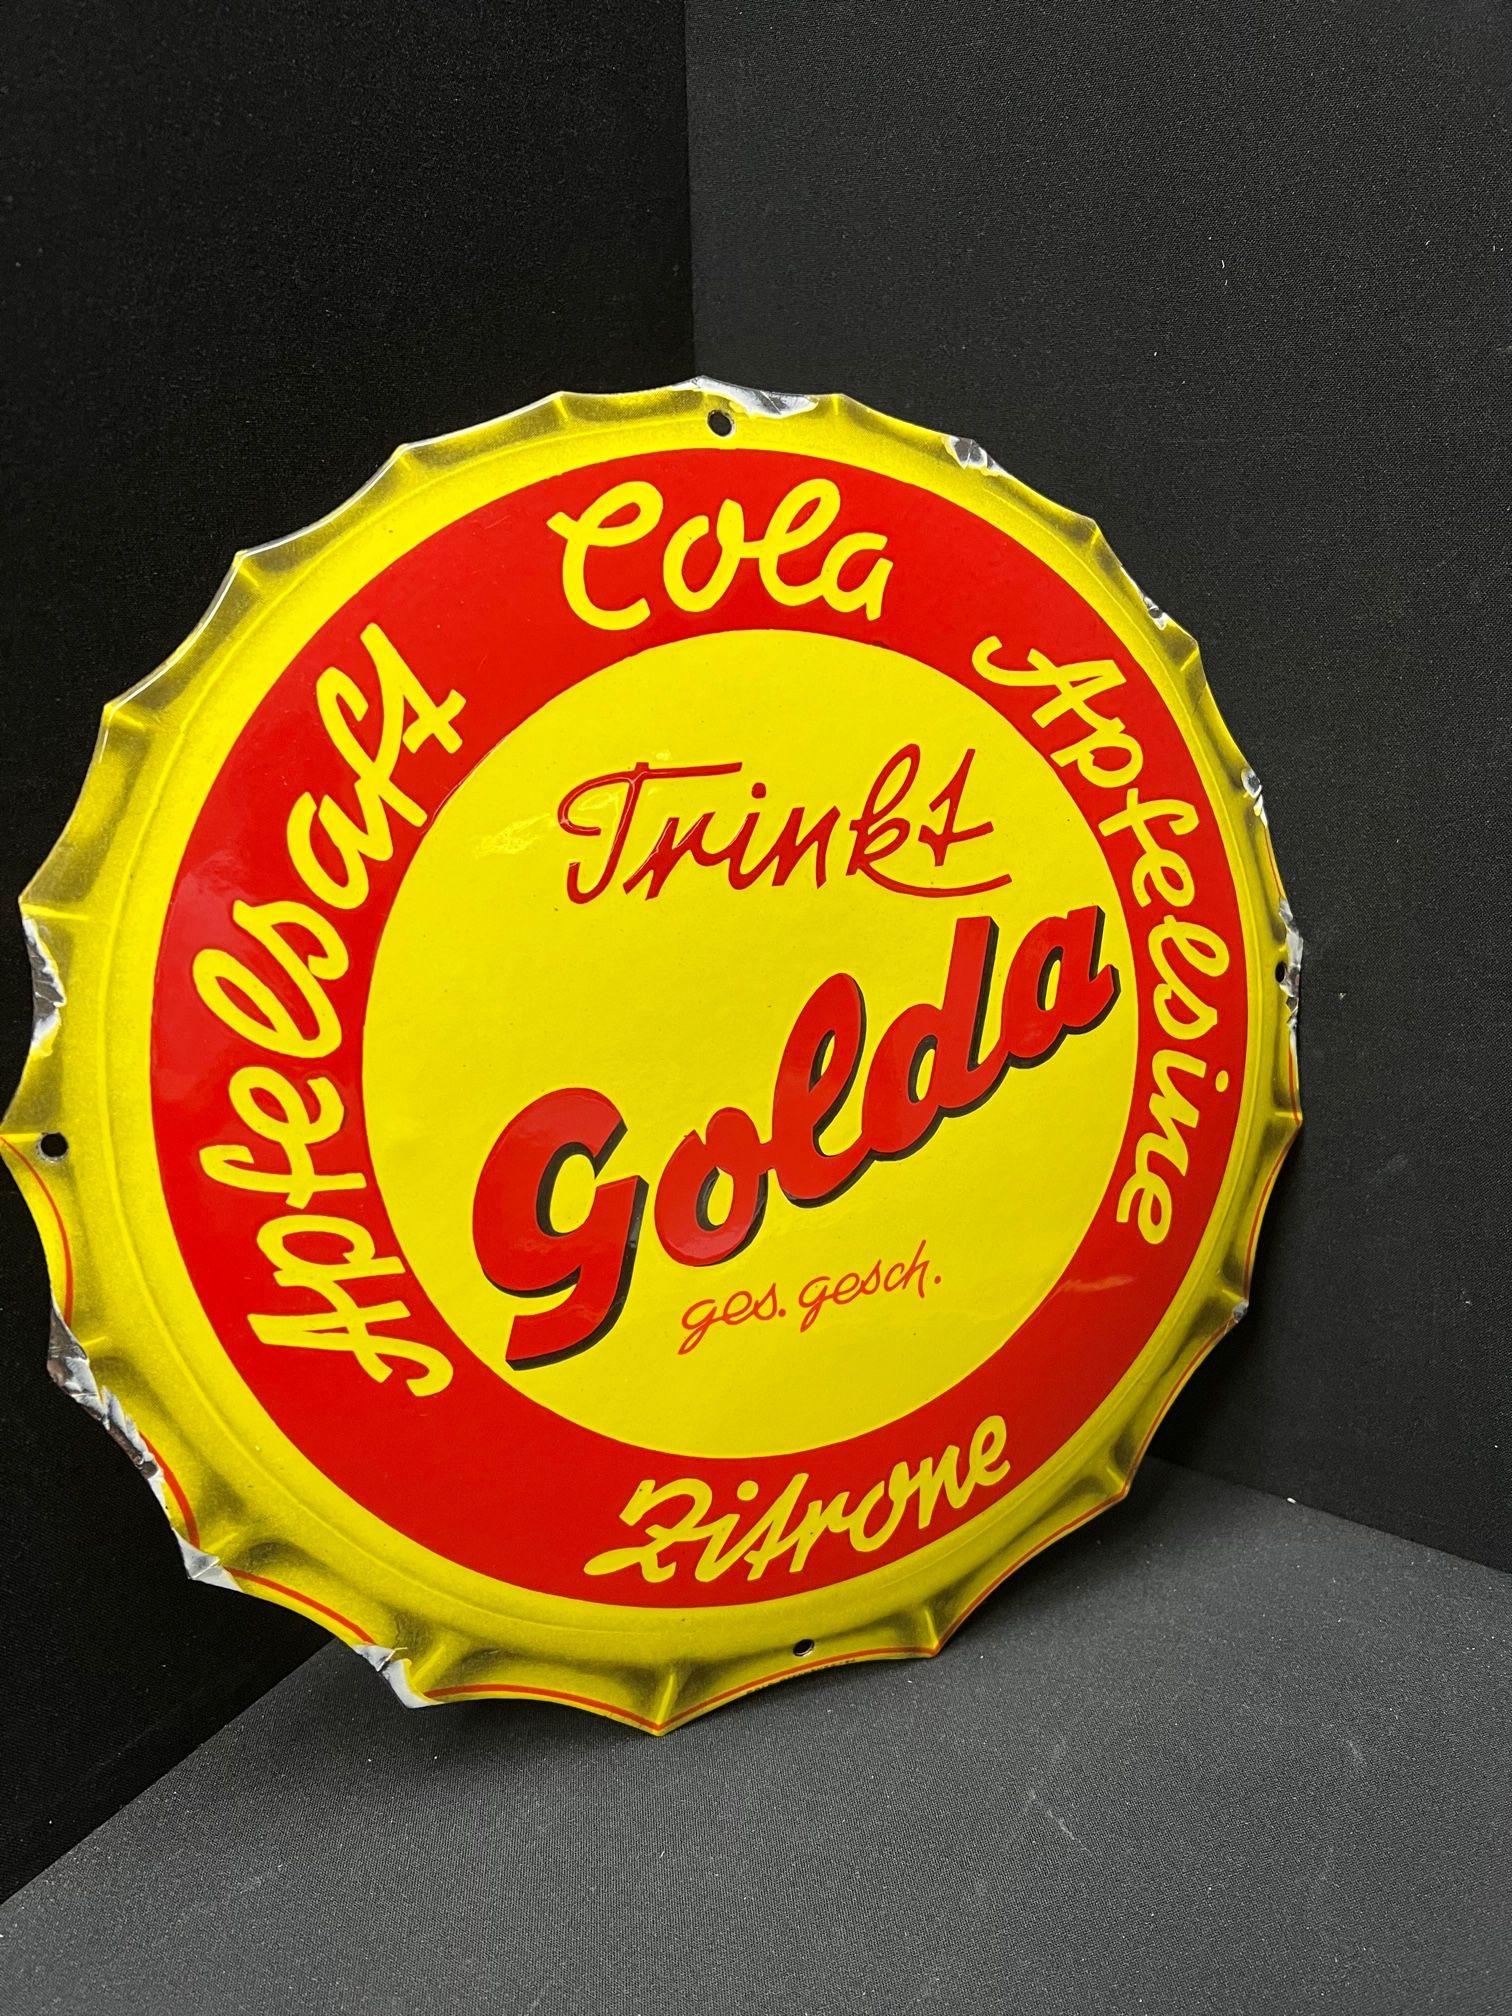 Cola
Apfelsine
Zitrone
Apfelsaft
Trinkt
Golda
ges. gesch.